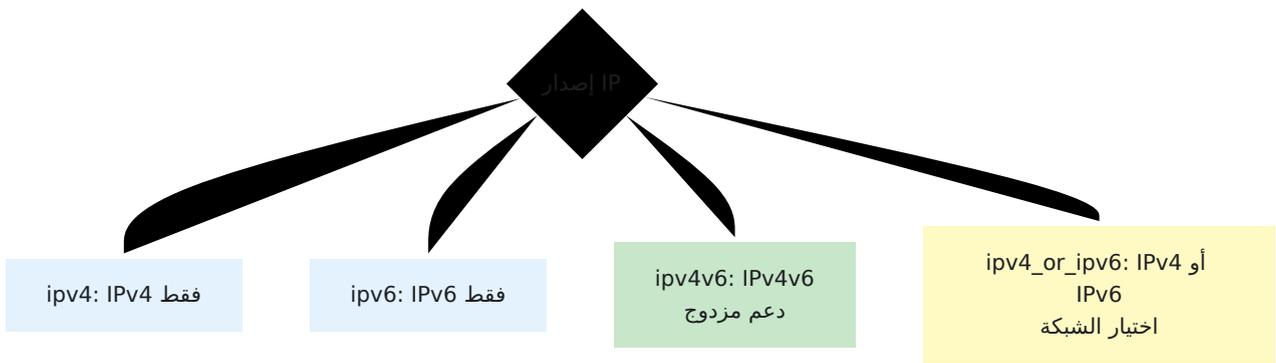 إصدار IP
ipv4: IPv4 فقط
ipv6: IPv6 فقط
ipv4v6: IPv4v6
دعم مزدوج
ipv4_or_ipv6: IPv4 أو
IPv6
اختيار الشبكة